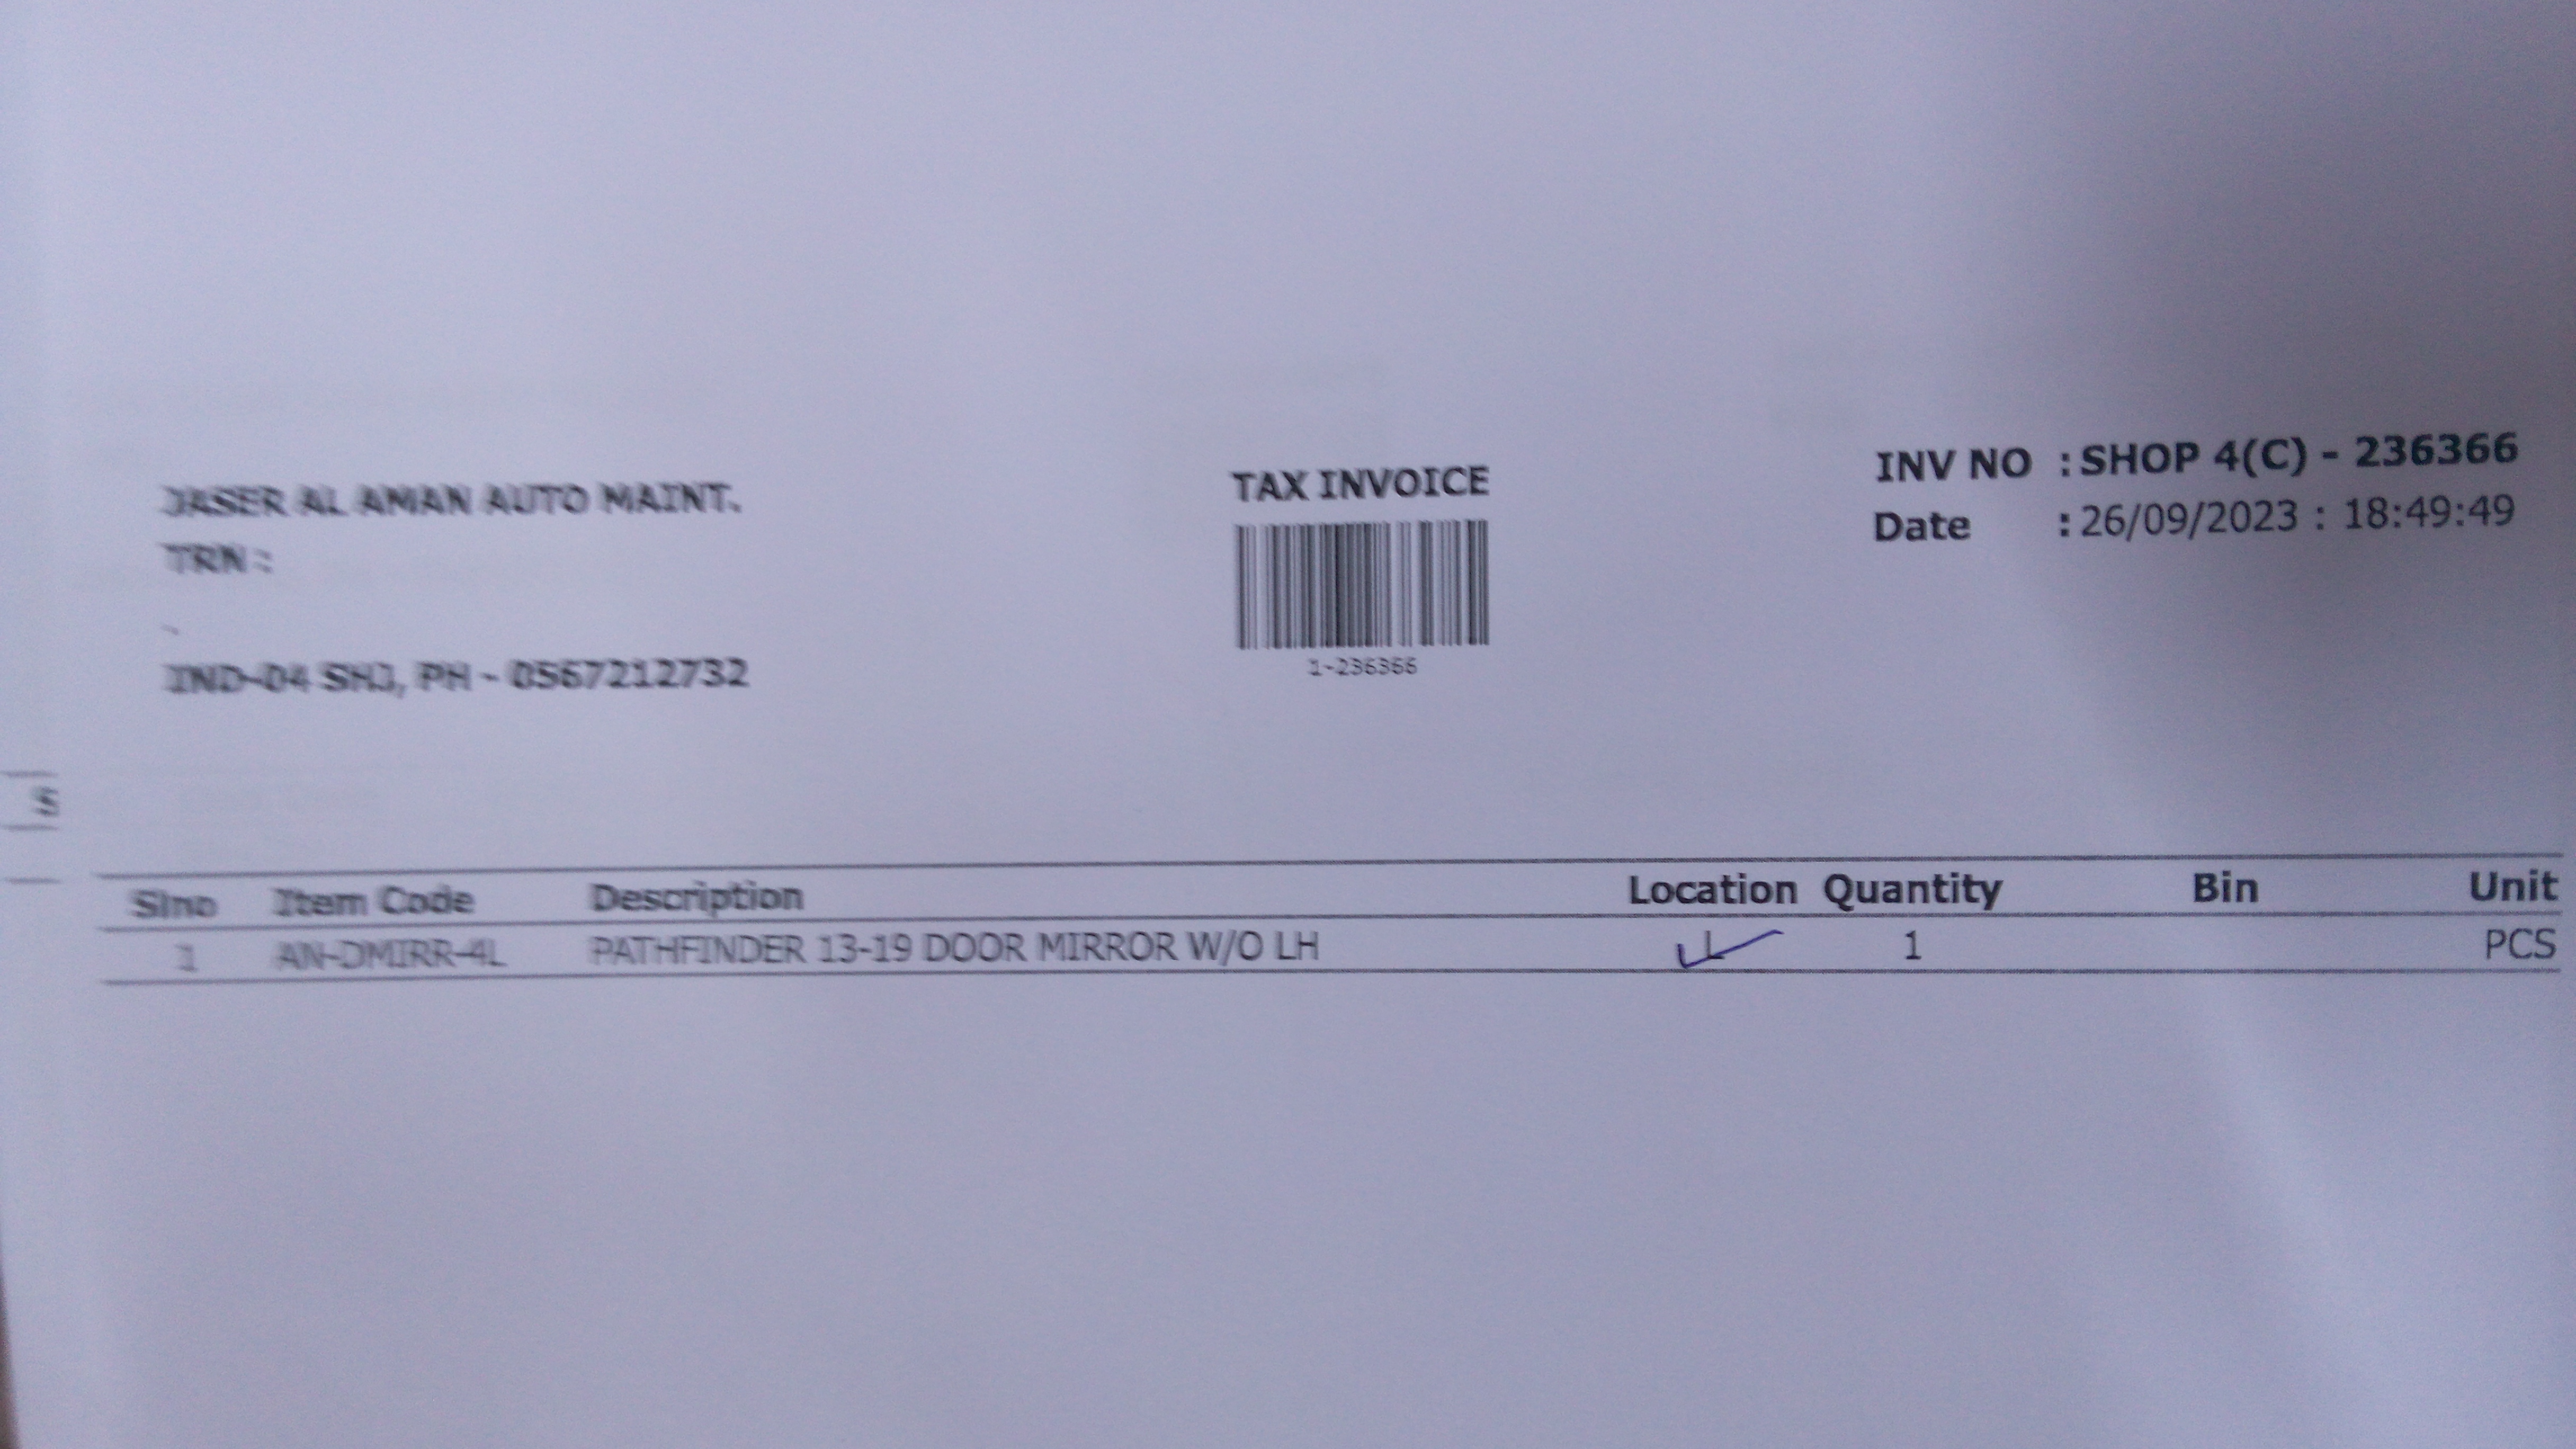 JASER AL AMAN AUTO MAINT.
TRN :
.
IND-04 SHJ, PH - 0567212732
TAX INVOICE
1-236366
INV NO : SHOP 4(C) - 236366
Date : 26/09/2023 : 18:49:49
S
Slno Item Code Description Location Quantity Bin Unit
1 AN-DMIRR-4L PATHFINDER 13-19 DOOR MIRROR W/O LH L 1 PCS